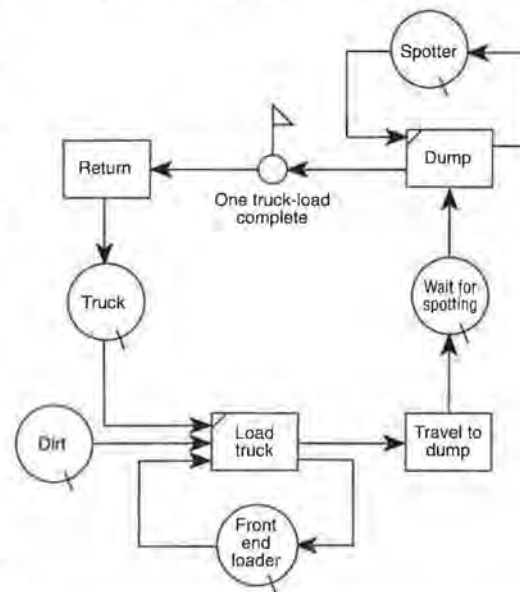 Spotter
Dump
Return
One truck-load
complete
Wait for
spotting
Truck
Dirt
Load
truck
Travel to
dump
Front
end
loader